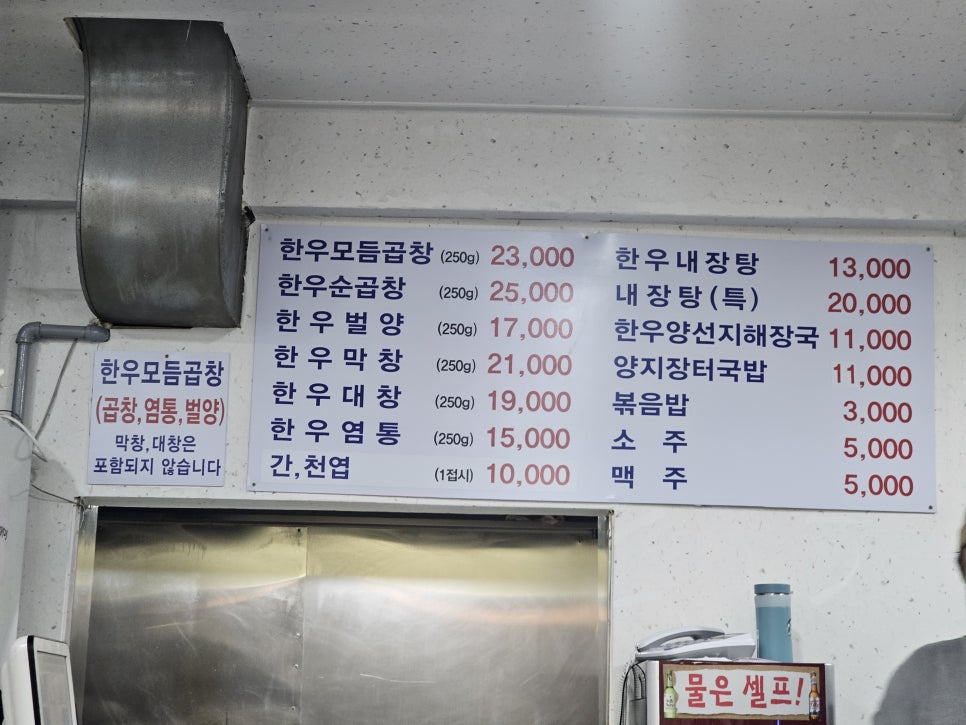 한우모듬곱창 (250g) 23,000
한우순곱창 (250g) 25,000
한우벌양 (250g) 17,000
한우막창 (250g) 21,000
한우대창 (250g) 19,000
한우염통 (250g) 15,000
간,천엽 (1접시) 10,000
한우내장탕 13,000
내장탕(특) 20,000
한우양선지해장국 11,000
양지장터국밥 11,000
볶음밥 3,000
소주 5,000
맥주 5,000
한우모듬곱창
(곱창,염통,벌양)
막창,대창은
포함되지 않습니다
물은 셀프!